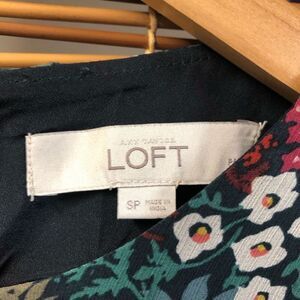 ANN TAYLOR
LOFT
SP
MADE IN
INDIA